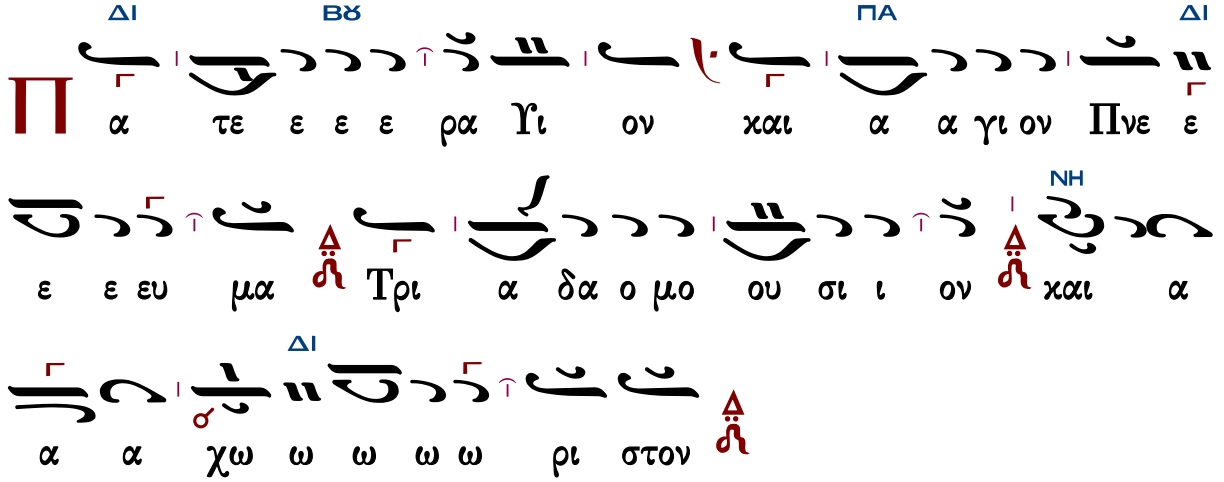 ΔΙ ΒȢ ΠΑ ΔΙ
Π α τε ε ε ε ρα Υι ον και α α γι ον Πνε ε
ΝΗ
ε ε ευ μα Τρι α δα ο μο ου σι ι ον και α
ΔΙ
α α χω ω ω ω ω ρι στον